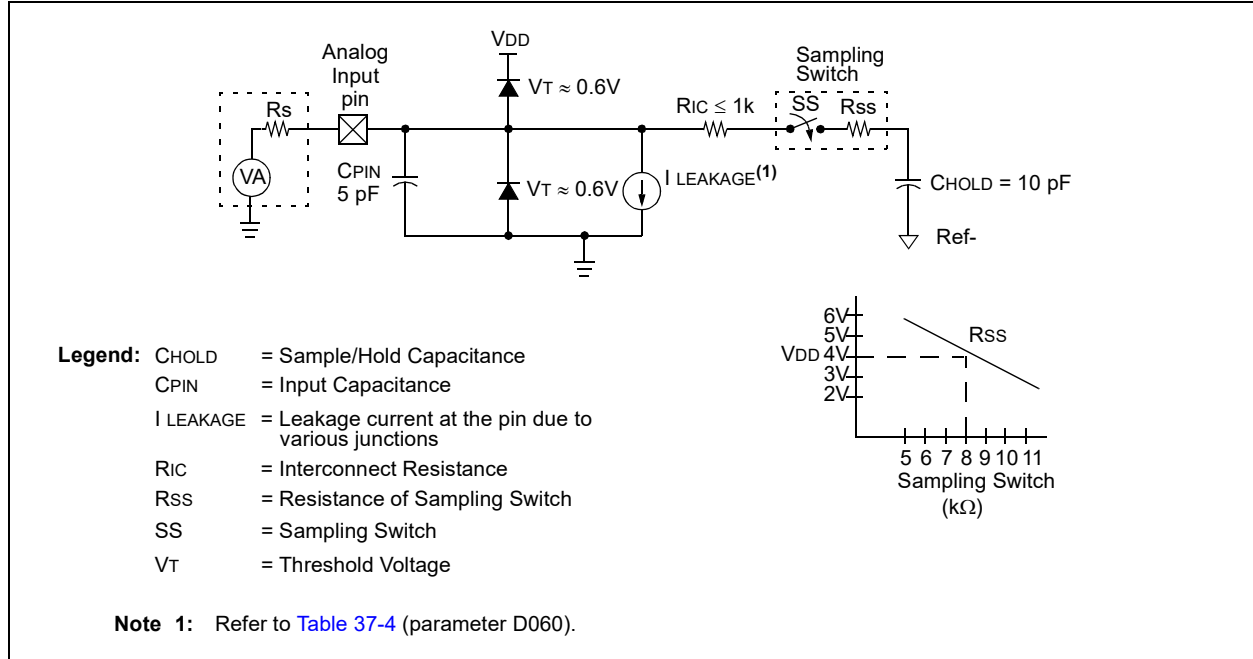 VDD
Analog
Input
pin
Sampling
Switch
VT ≈ 0.6V
Rs
RIC ≤ 1k
SS
Rss
VA
CPIN
5 pF
VT ≈ 0.6V
I LEAKAGE(1)
CHOLD = 10 pF
Ref-
6V
5V
VDD 4V
3V
2V
RSS
5 6 7 8 9 10 11
Sampling Switch
(kΩ)
Legend: CHOLD = Sample/Hold Capacitance
CPIN = Input Capacitance
I LEAKAGE = Leakage current at the pin due to
various junctions
RIC = Interconnect Resistance
RSS = Resistance of Sampling Switch
SS = Sampling Switch
VT = Threshold Voltage
Note 1: Refer to Table 37-4 (parameter D060).